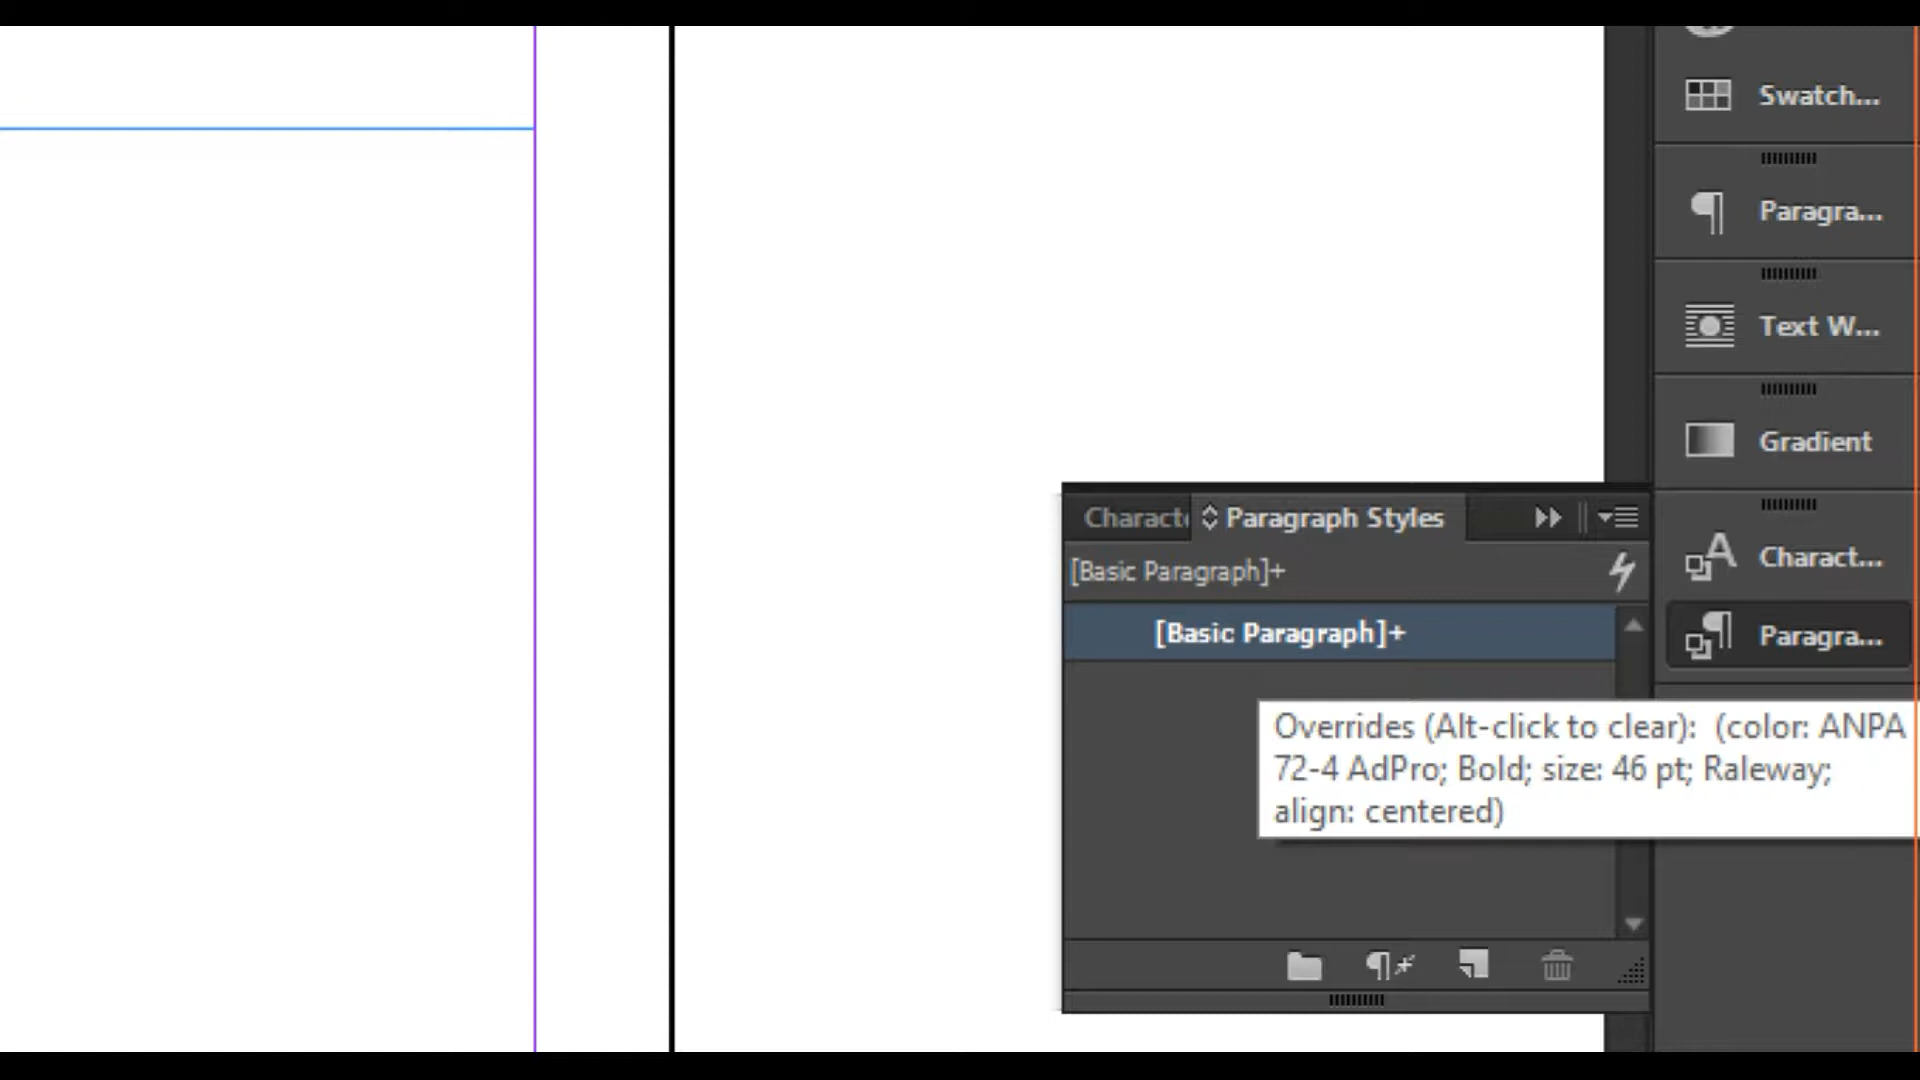 Swatch...
Paragra...
Text W...
Gradient
Charact...
Paragra...
Characte Paragraph Styles
[Basic Paragraph]+
[Basic Paragraph]+
Overrides (Alt-click to clear): (color: ANPA
72-4 AdPro; Bold; size: 46 pt; Raleway;
align: centered)